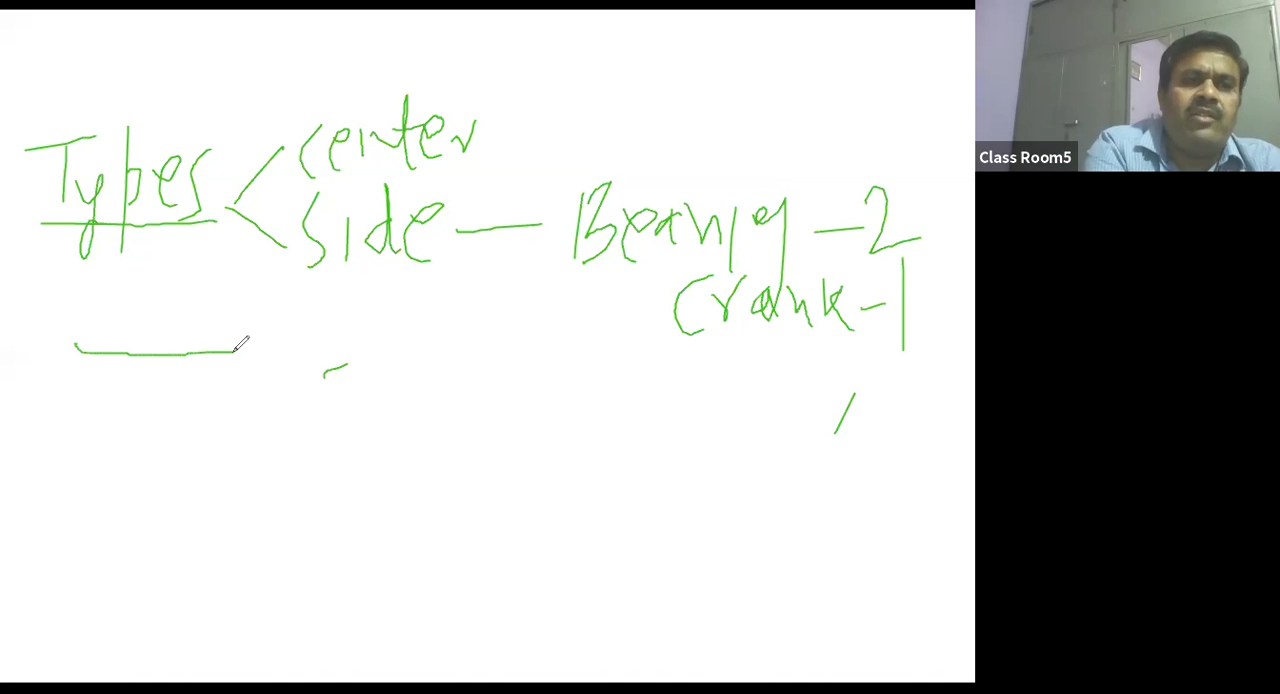 Types
center
side — Bearing — 2
crank - 1
Class Room5